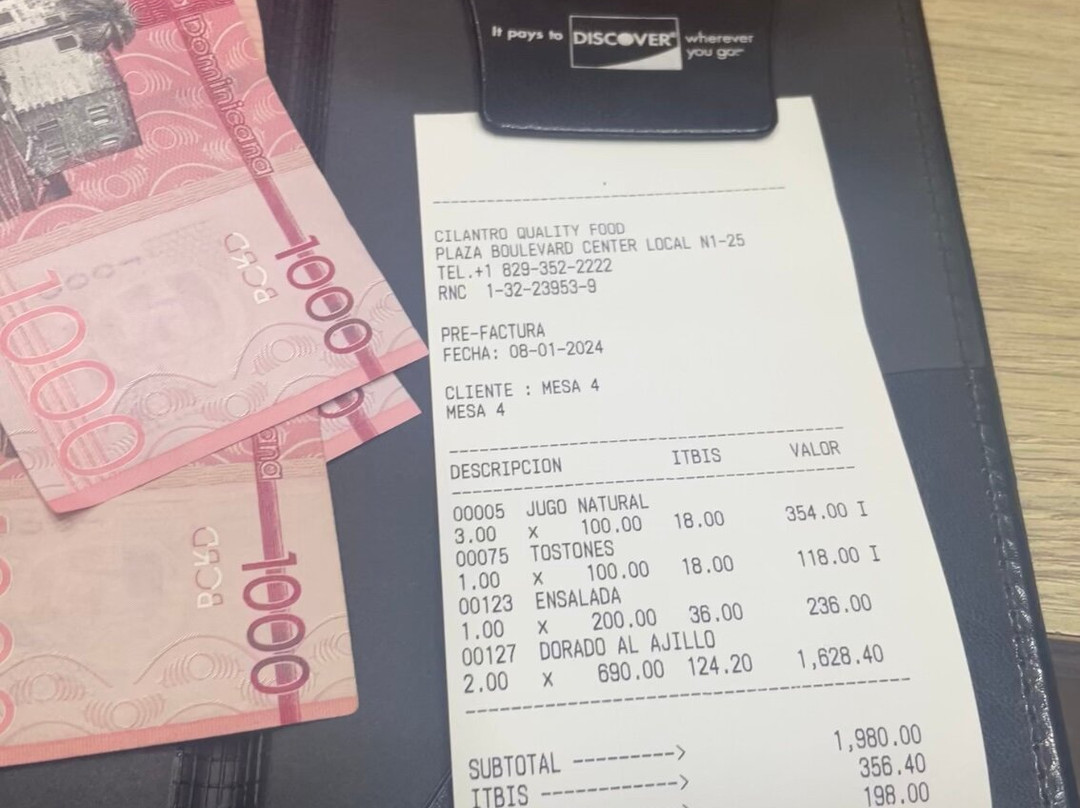 It pays to DISCOVER® wherever
you go.
Dominicana
1000
BCRD
1000
ana
BCRD
1000
CILANTRO QUALITY FOOD
PLAZA BOULEVARD CENTER LOCAL N1-25
TEL.+1 829-352-2222
RNC 1-32-23953-9
PRE-FACTURA
FECHA: 08-01-2024
CLIENTE : MESA 4
MESA 4
DESCRIPCION ITBIS VALOR
00005 JUGO NATURAL
3.00 x 100.00 18.00 354.00 I
00075 TOSTONES
1.00 x 100.00 18.00 118.00 I
00123 ENSALADA
1.00 x 200.00 36.00 236.00
00127 DORADO AL AJILLO
2.00 x 690.00 124.20 1,628.40
SUBTOTAL ---------> 1,980.00
ITBIS ------------> 356.40
198.00